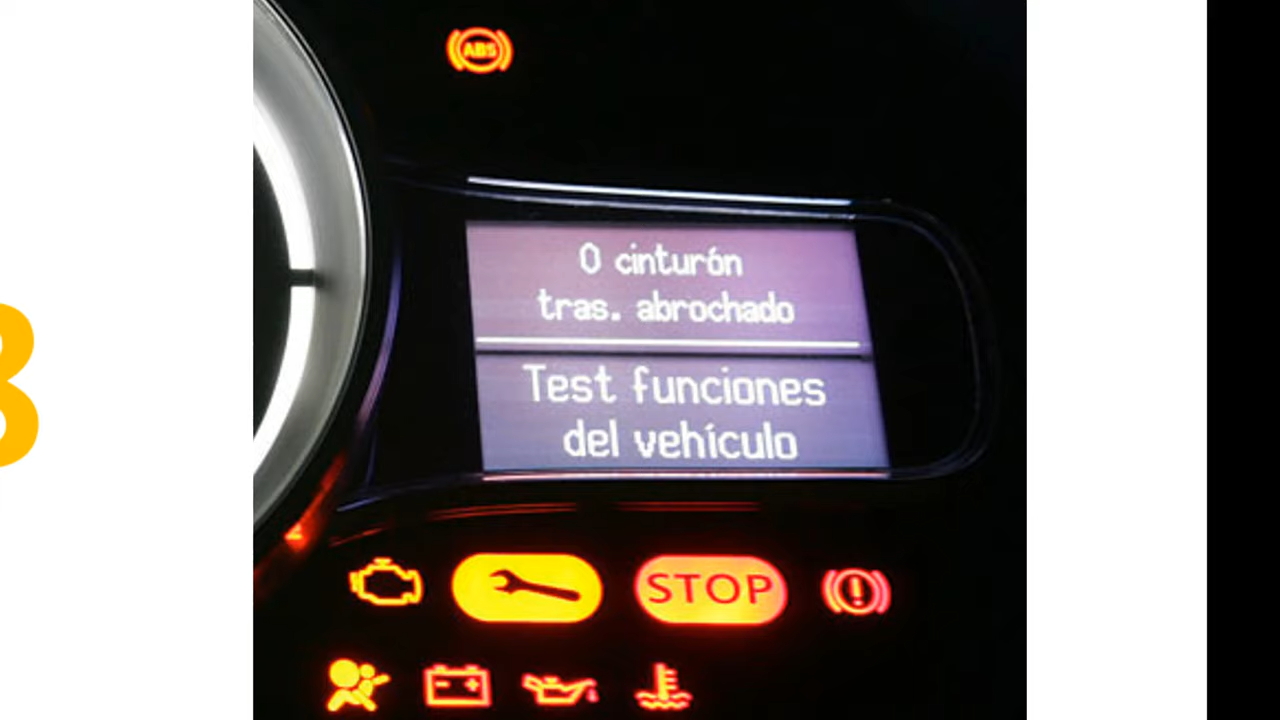 ABS
0 cinturón
tras. abrochado
Test funciones
del vehículo
STOP